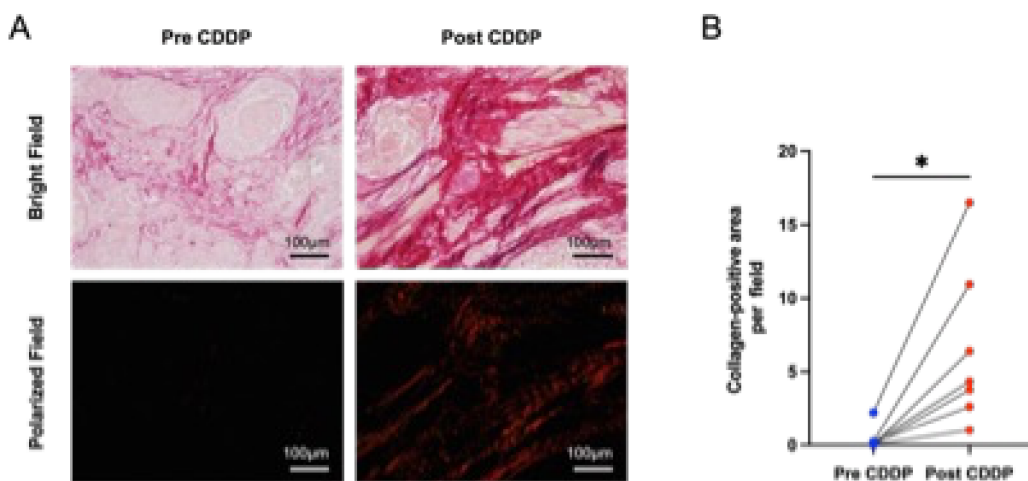 A
Pre CDDP
Post CDDP
Bright Field
100μm
100μm
Polarized Field
100μm
100μm
B
*
Collagen-positive area
per field
20
15
10
5
0
Pre CDDP
Post CDDP